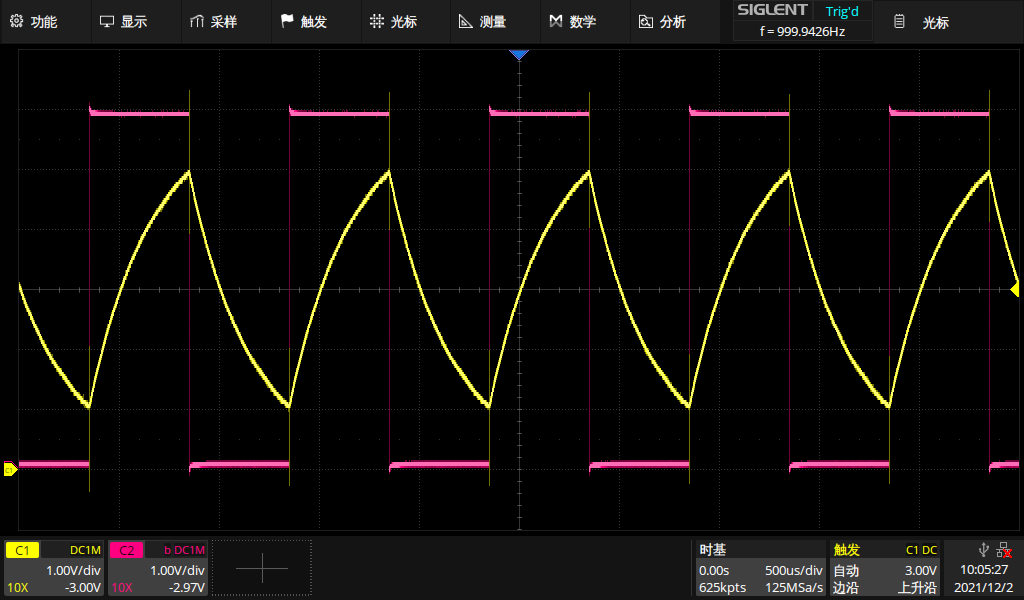 功能 显示 采样 触发 光标 测量 数学 分析 SIGLENT Trig'd 光标
f = 999.9426Hz
C1
C1 DC1M
1.00V/div
10X -3.00V
C2 b DC1M
1.00V/div
10X -2.97V
时基
0.00s 500us/div
625kpts 125MSa/s
触发 C1 DC
自动 3.00V
边沿 上升沿
10:05:27
2021/12/2